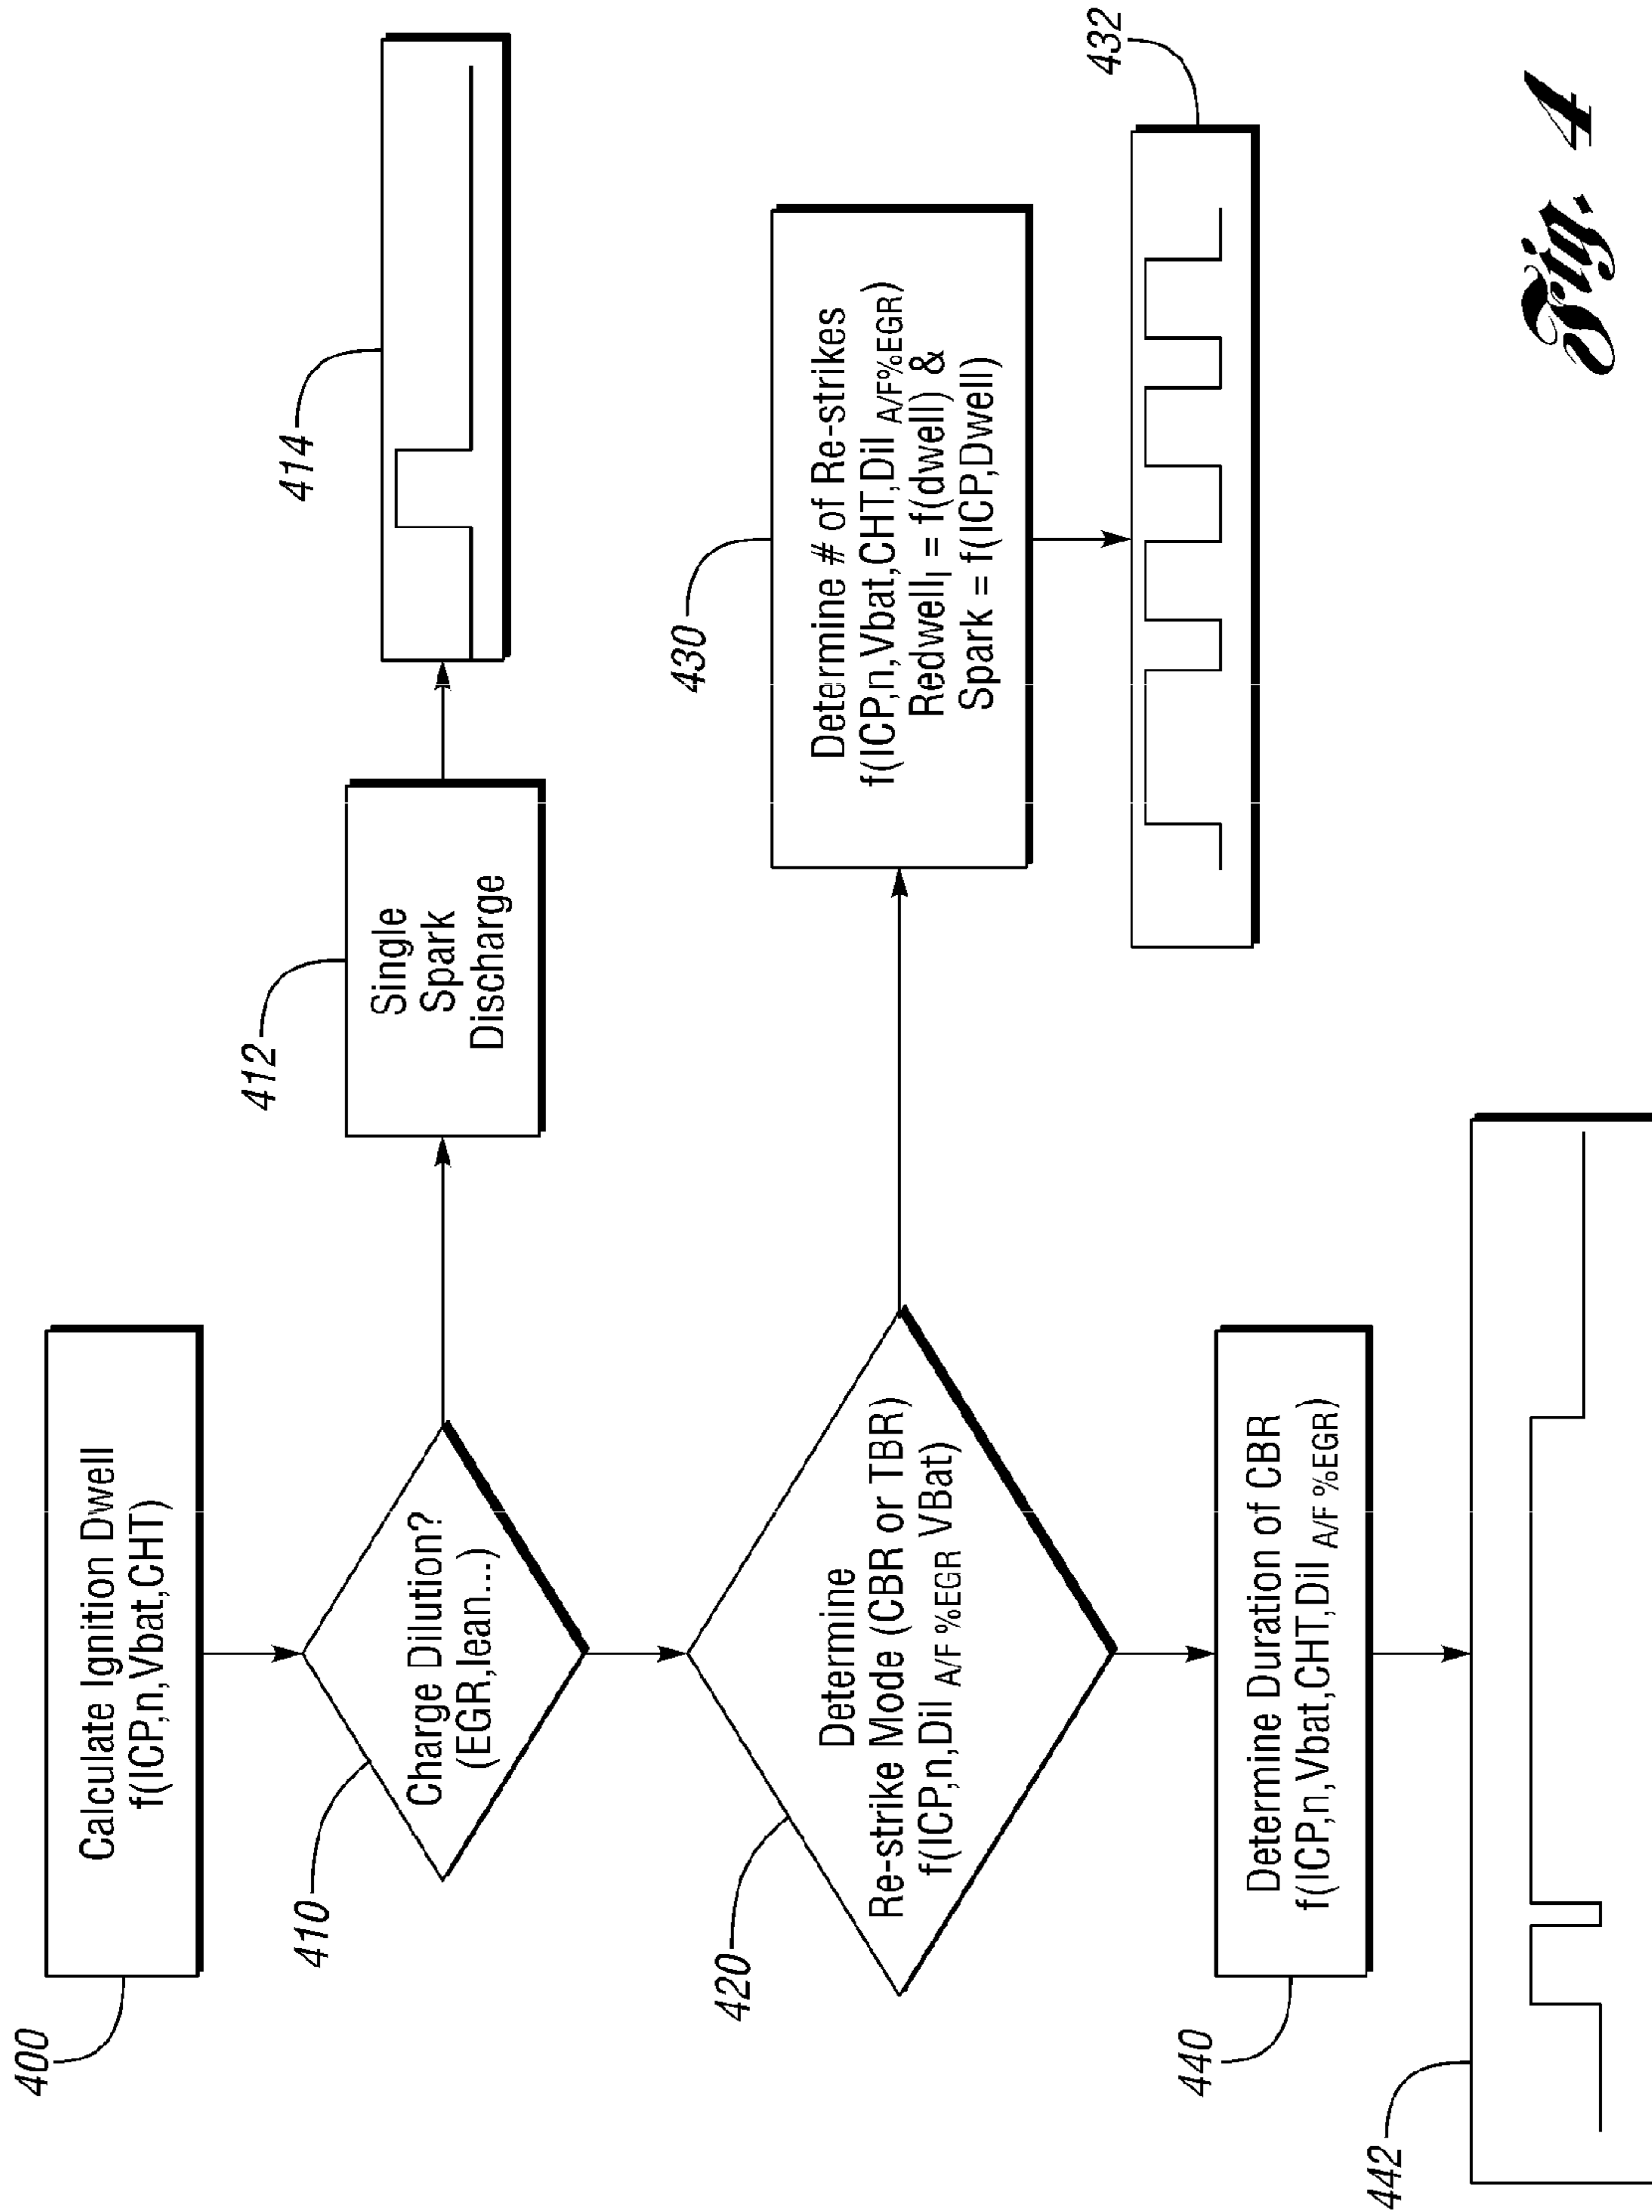 400
Calculate Ignition Dwell
f(ICP,n,Vbat,CHT)
410
Charge Dilution?
(EGR,lean...)
412
Single
Spark
Discharge
414
420
Determine
Re-strike Mode (CBR or TBR)
f(ICP,n,Dil A/F %EGR VBat)
430
Determine # of Re-strikes
f(ICP,n,Vbat,CHT,Dil A/F%EGR)
Redwell| = f(dwell) &
Spark = f(ICP,Dwell)
432
440
Determine Duration of CBR
f(ICP,n,Vbat,CHT,Dil A/F %EGR)
442
Fig. 4